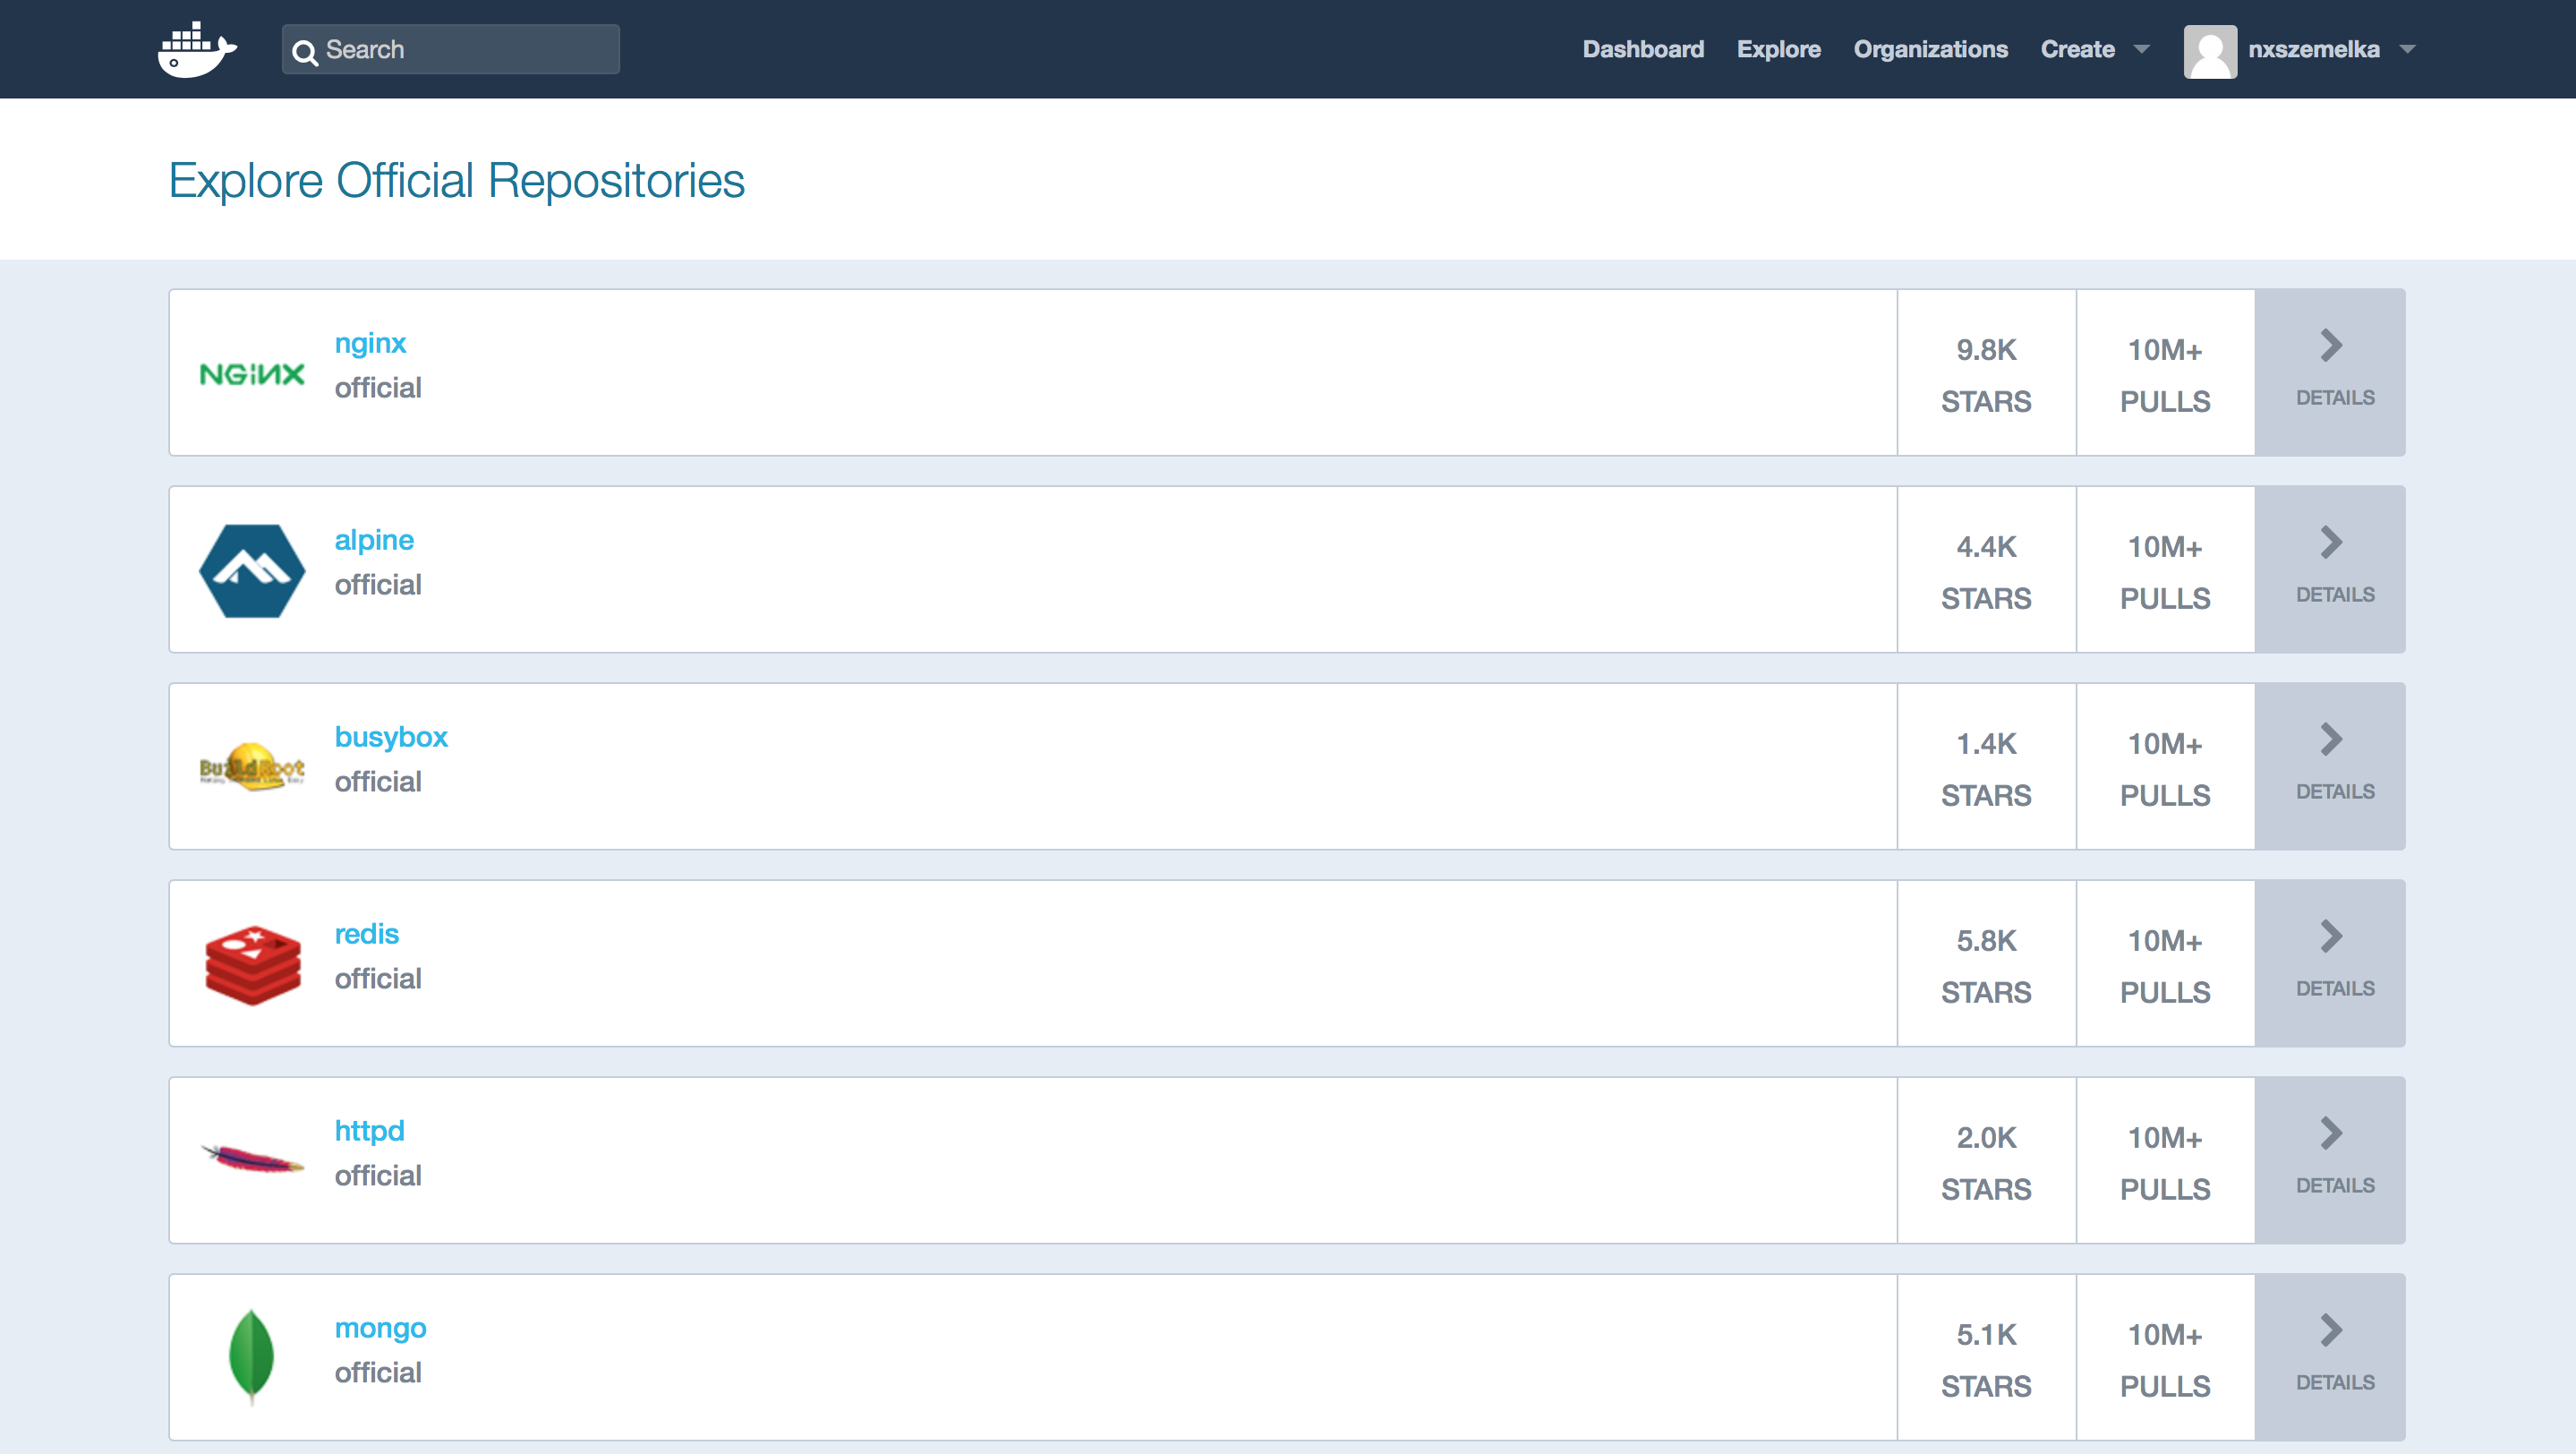 Search
Dashboard Explore Organizations Create nxszemelka
Explore Official Repositories
NGINX
nginx
official
9.8K
STARS
10M+
PULLS
DETAILS
alpine
official
4.4K
STARS
10M+
PULLS
DETAILS
BuildRoot
busybox
official
1.4K
STARS
10M+
PULLS
DETAILS
redis
official
5.8K
STARS
10M+
PULLS
DETAILS
httpd
official
2.0K
STARS
10M+
PULLS
DETAILS
mongo
official
5.1K
STARS
10M+
PULLS
DETAILS